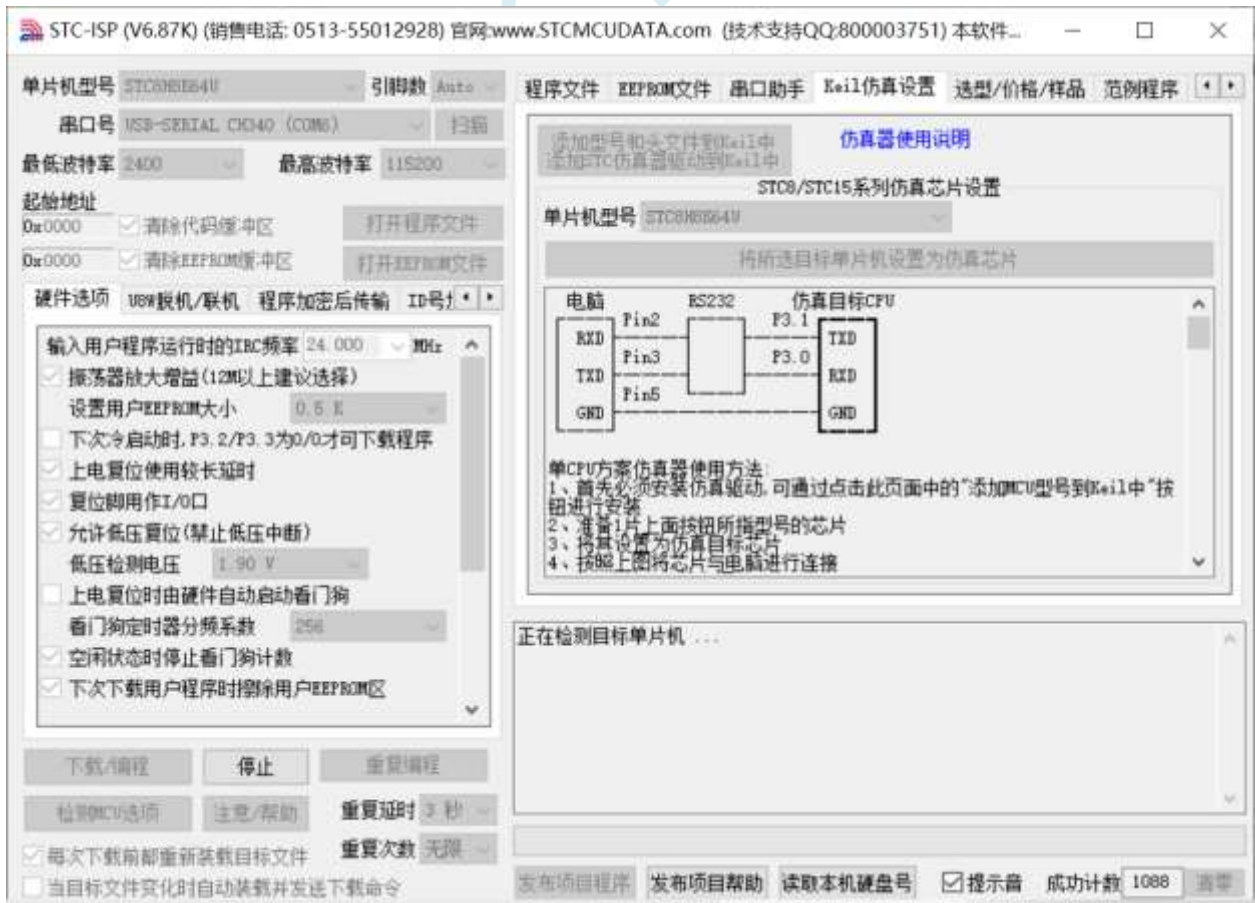 STC-ISP (V6.87K) (销售电话: 0513-55012928) 官网:www.STCMCUDATA.com (技术支持QQ:800003751) 本软件...
单片机型号 STC8H8K64U 引脚数 Auto
串口号 USB-SERIAL CH340 (COM6) 扫描
最低波特率 2400 最高波特率 115200
起始地址
0x0000 清除代码缓冲区 打开程序文件
0x0000 清除EEPROM缓冲区 打开EEPROM文件
硬件选项 U8W脱机/联机 程序加密后传输 ID号
输入用户程序运行时的IRC频率 24.000 MHz
振荡器放大增益(12M以上建议选择)
设置用户EEPROM大小 0.5 K
下次冷启动时,P3.2/P3.3为0/0才可下载程序
上电复位使用较长延时
复位脚用作I/O口
允许低压复位(禁止低压中断)
低压检测电压 1.90 V
上电复位时由硬件自动启动看门狗
看门狗定时器分频系数 256
空闲状态时停止看门狗计数
下次下载用户程序时擦除用户EEPROM区
下载/编程 停止 重复编程
检测MCU选项 注意/帮助 重复延时 3 秒
每次下载前都重新装载目标文件 重复次数 无限
当目标文件变化时自动装载并发送下载命令
程序文件 EEPROM文件 串口助手 Keil仿真设置 选型/价格/样品 范例程序
添加型号和头文件到Keil中
添加STC仿真器驱动到Keil中
仿真器使用说明
STC8/STC15系列仿真芯片设置
单片机型号 STC8H8K64U
将所选目标单片机设置为仿真芯片
电脑 RS232 仿真目标CPU
Pin2 P3.1
RXD TXD
Pin3 P3.0
TXD RXD
Pin5
GND GND
单CPU方案仿真器使用方法:
1、首先必须安装仿真驱动,可通过点击此页面中的"添加MCU型号到Keil中"按
钮进行安装
2、准备1片上面按钮所指型号的芯片
3、将其设置为仿真目标芯片
4、按照上图将芯片与电脑进行连接
正在检测目标单片机 ...
发布项目程序 发布项目帮助 读取本机硬盘号 提示音 成功计数 1088 清零